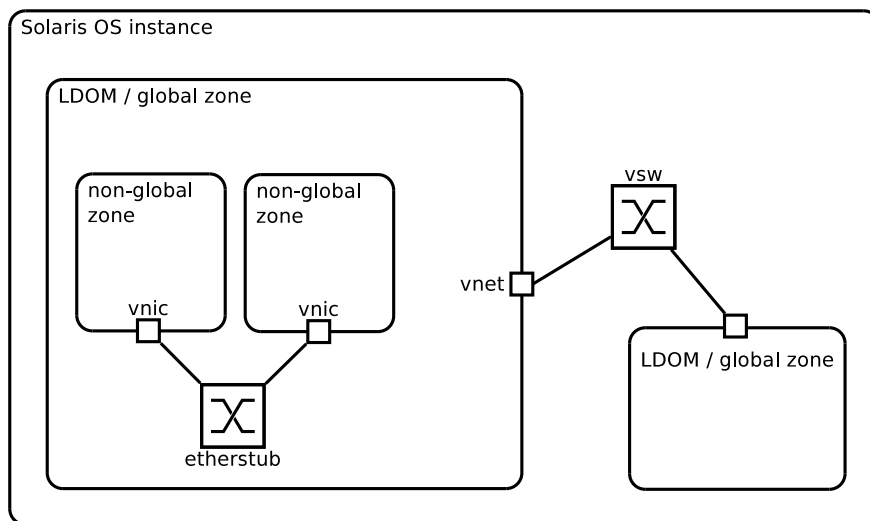 Solaris OS instance
LDOM / global zone
non-global
zone
non-global
zone
vsw
vnet
vnic
vnic
LDOM / global zone
etherstub